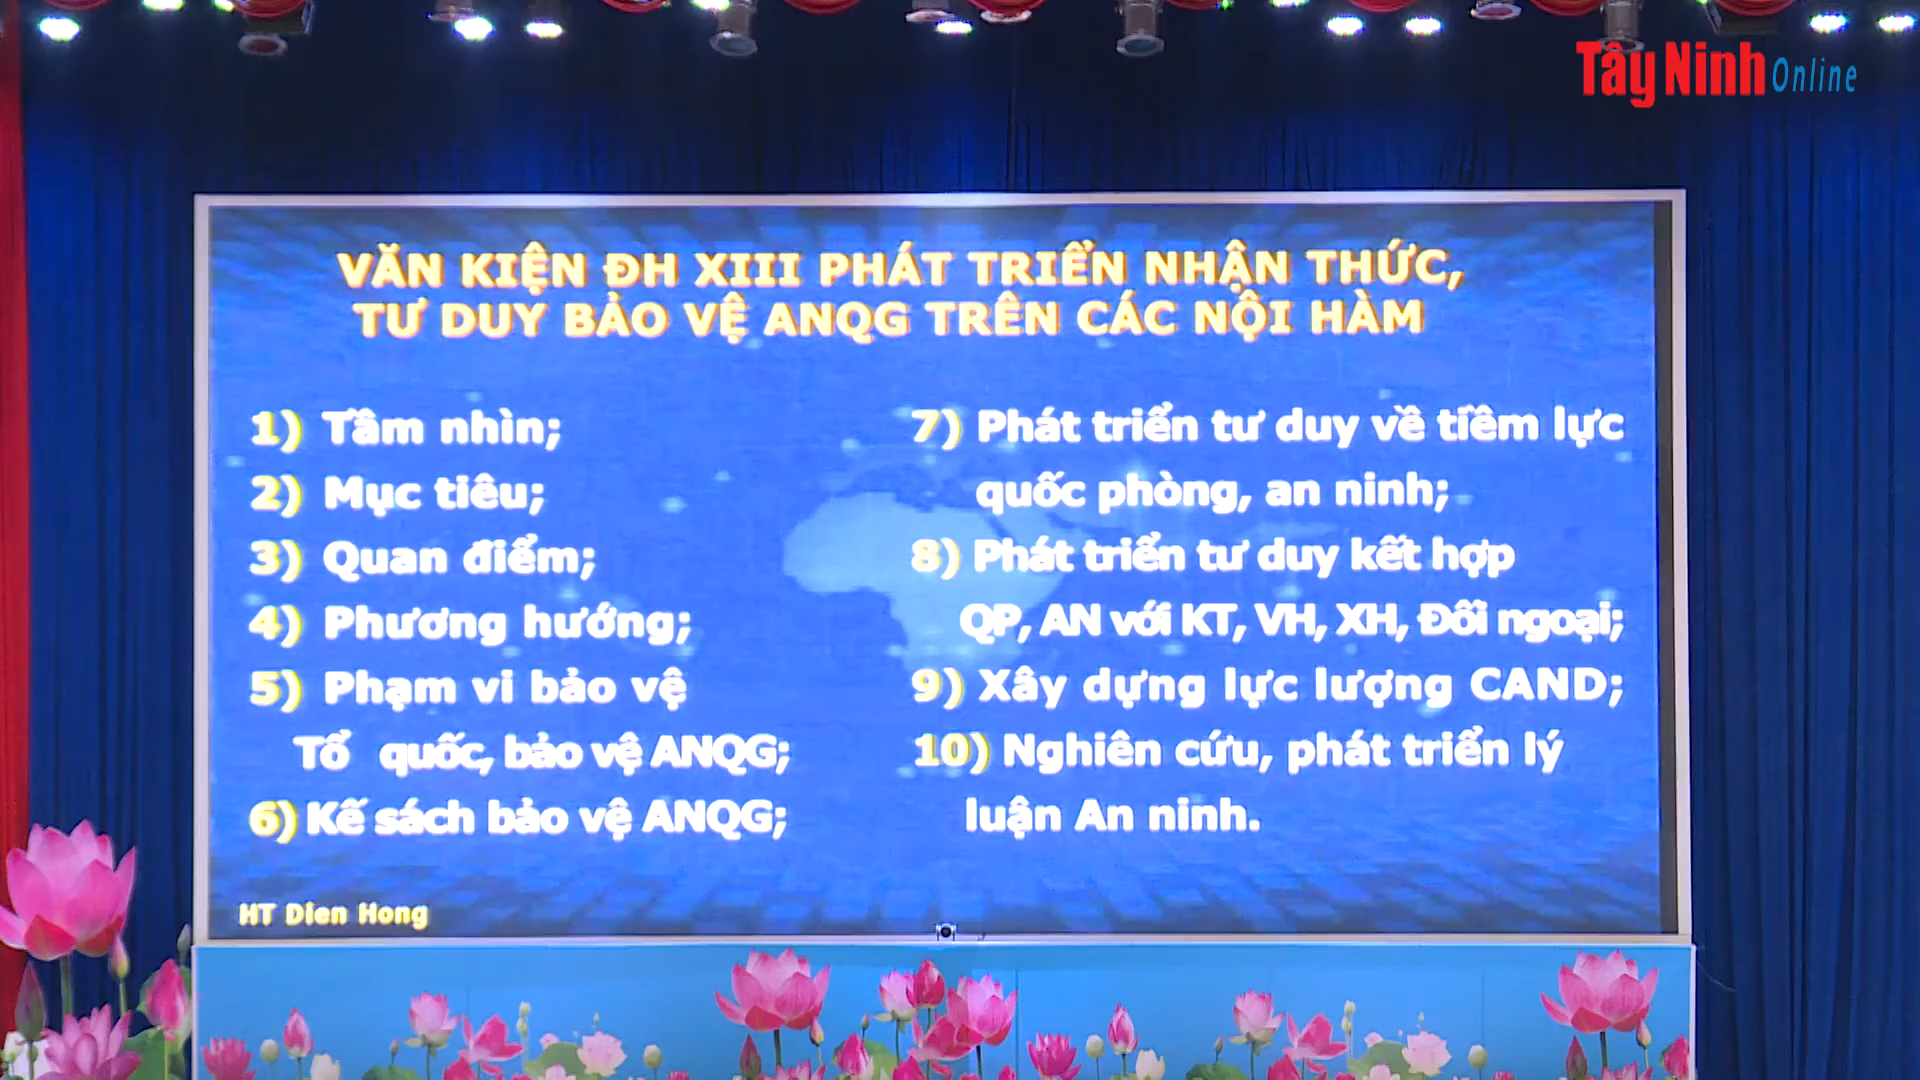 Tây Ninh Online
VĂN KIỆN ĐH XIII PHÁT TRIỂN NHẬN THỨC,
TƯ DUY BẢO VỆ ANQG TRÊN CÁC NỘI HÀM
1) Tầm nhìn;
2) Mục tiêu;
3) Quan điểm;
4) Phương hướng;
5) Phạm vi bảo vệ
Tổ quốc, bảo vệ ANQG;
6) Kế sách bảo vệ ANQG;
7) Phát triển tư duy về tiềm lực
quốc phòng, an ninh;
8) Phát triển tư duy kết hợp
QP, AN với KT, VH, XH, Đối ngoại;
9) Xây dựng lực lượng CAND;
10) Nghiên cứu, phát triển lý
luận An ninh.
HT Dien Hong